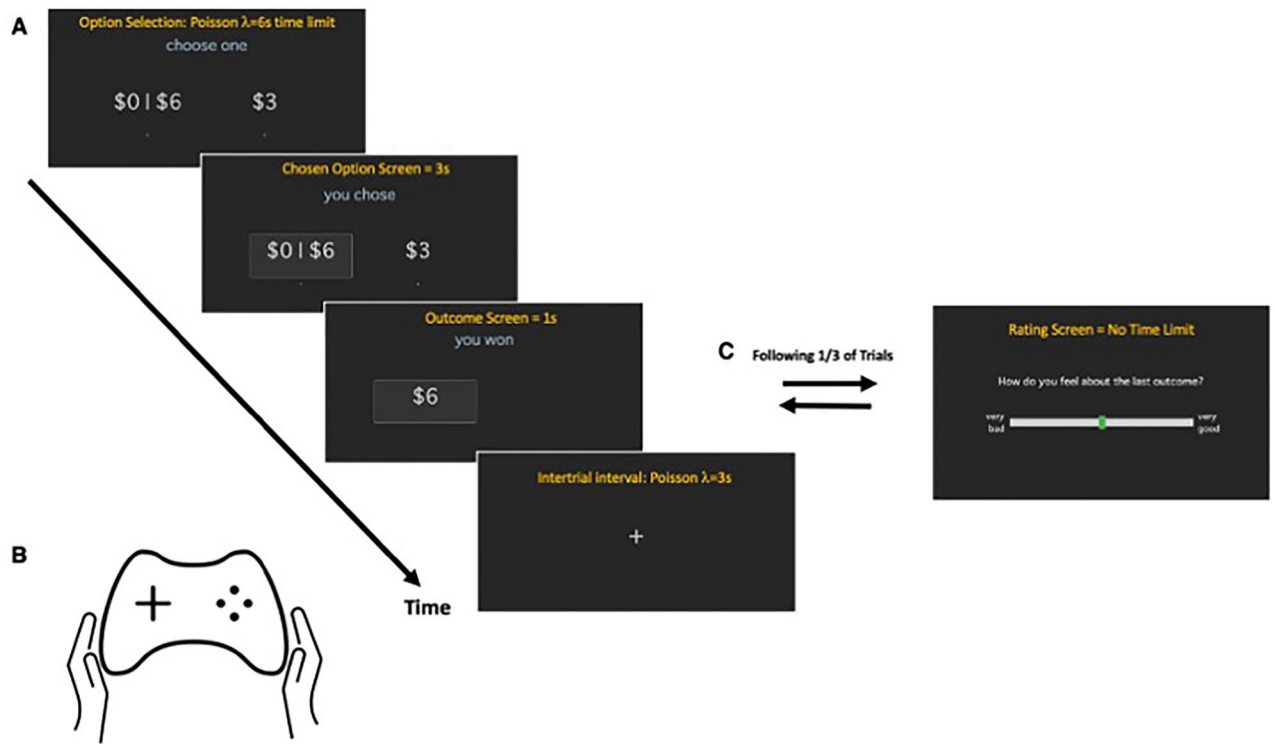 A
Option Selection: Poisson λ=6s time limit
choose one
$0 | $6 $3
Chosen Option Screen = 3s
you chose
$0 | $6 $3
Outcome Screen = 1s
you won
$6
Intertrial interval: Poisson λ=3s
+
Time
B
C
Following 1/3 of Trials
Rating Screen = No Time Limit
How do you feel about the last outcome?
very bad
very good